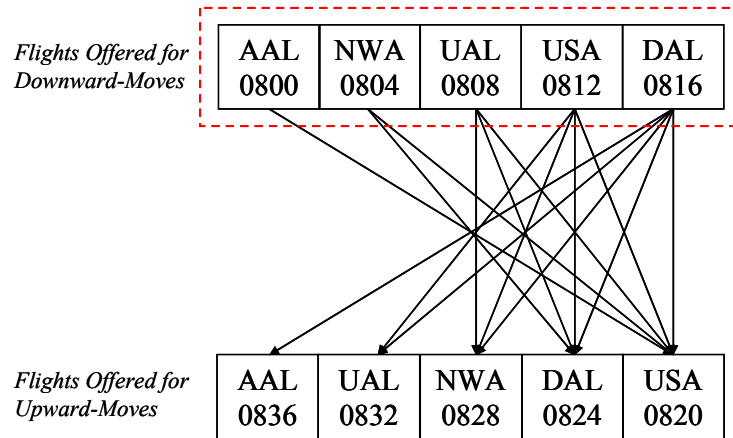 Flights Offered for
Downward-Moves
AAL NWA UAL USA DAL
0800 0804 0808 0812 0816
Flights Offered for
Upward-Moves
AAL UAL NWA DAL USA
0836 0832 0828 0824 0820